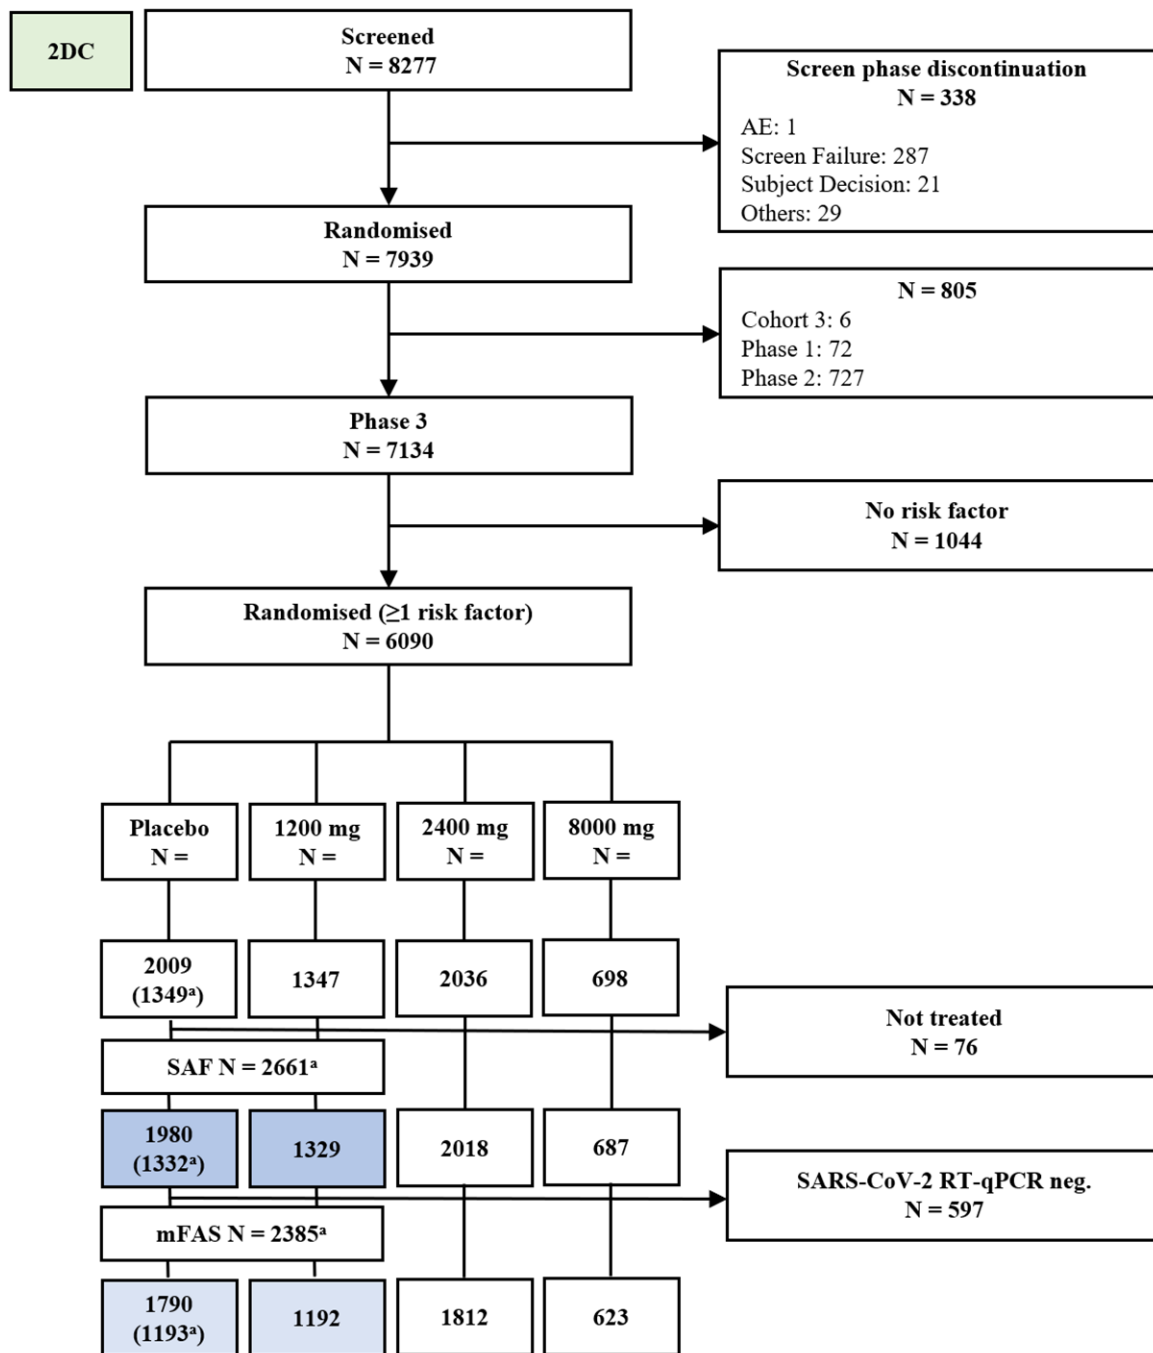 2DC
Screened
N = 8277
Screen phase discontinuation
N = 338
AE: 1
Screen Failure: 287
Subject Decision: 21
Others: 29
Randomised
N = 7939
N = 805
Cohort 3: 6
Phase 1: 72
Phase 2: 727
Phase 3
N = 7134
No risk factor
N = 1044
Randomised (≥1 risk factor)
N = 6090
Placebo
N =
1200 mg
N =
2400 mg
N =
8000 mg
N =
2009
(1349ᵃ)
1347
2036
698
Not treated
N = 76
SAF N = 2661ᵃ
1980
(1332ᵃ)
1329
2018
687
SARS-CoV-2 RT-qPCR neg.
N = 597
mFAS N = 2385ᵃ
1790
(1193ᵃ)
1192
1812
623